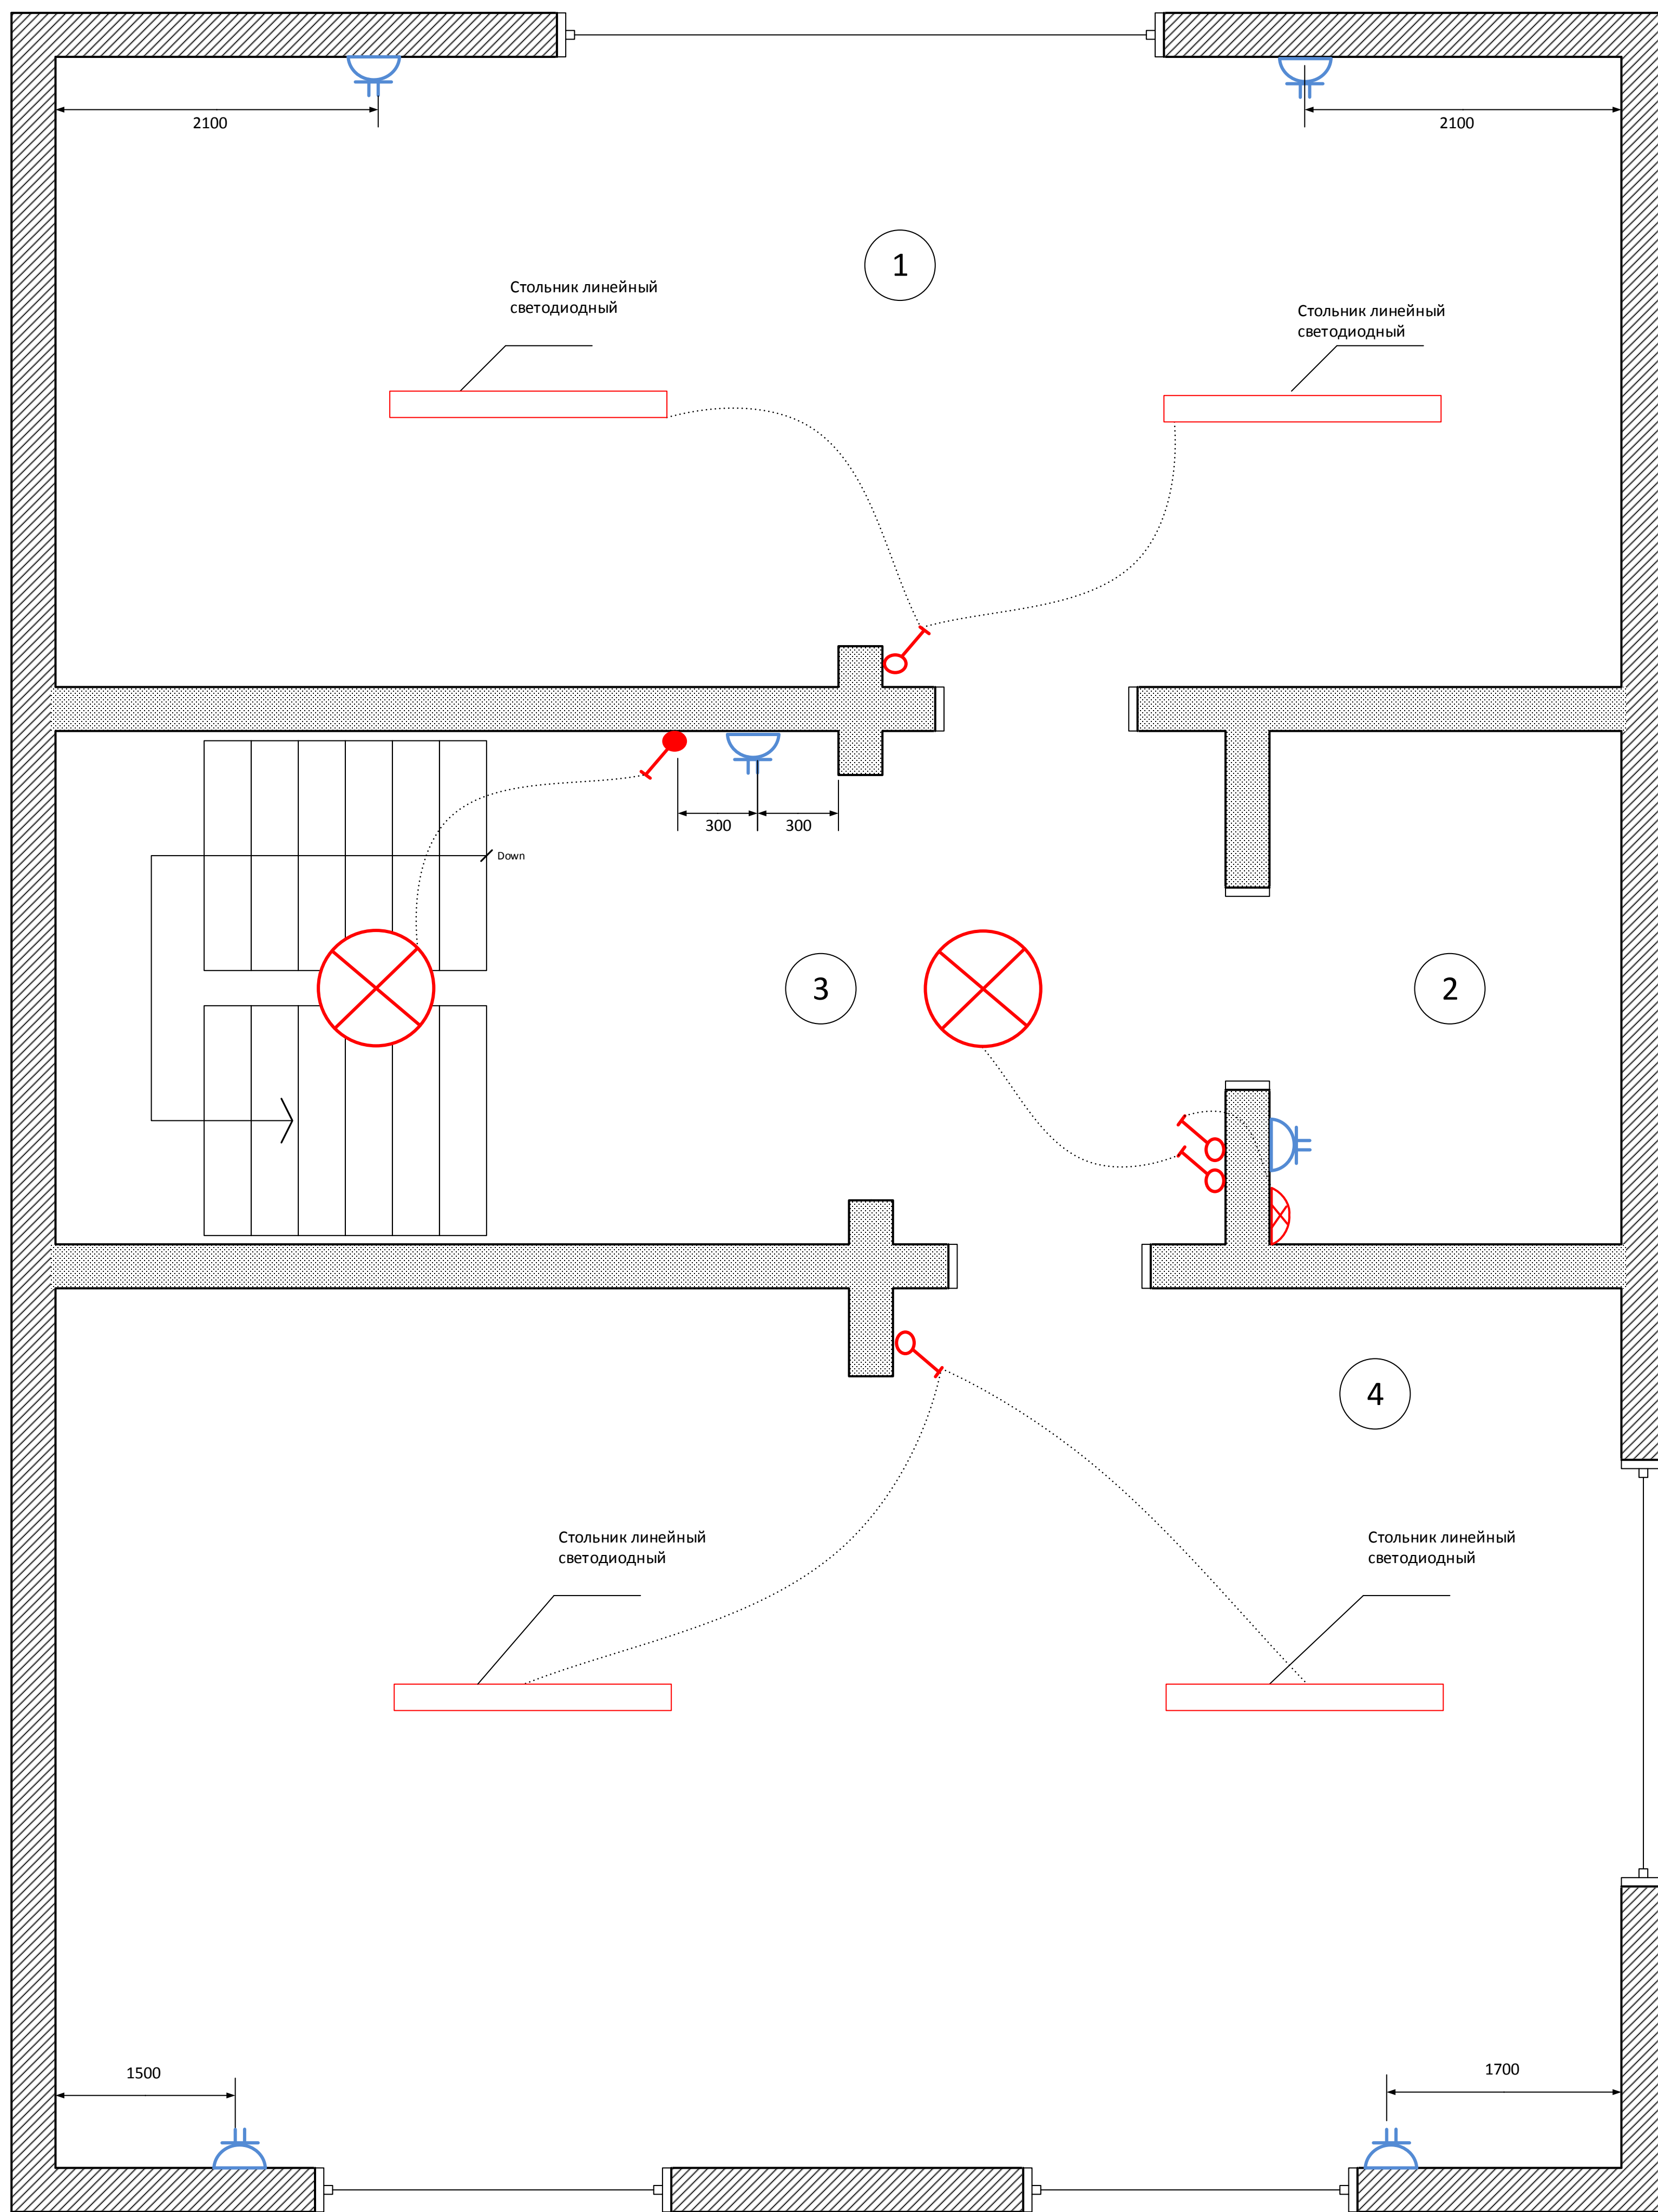 2100
2100
1
Стольник линейный
светодиодный
Стольник линейный
светодиодный
300
300
Down
3
2
4
Стольник линейный
светодиодный
Стольник линейный
светодиодный
1500
1700